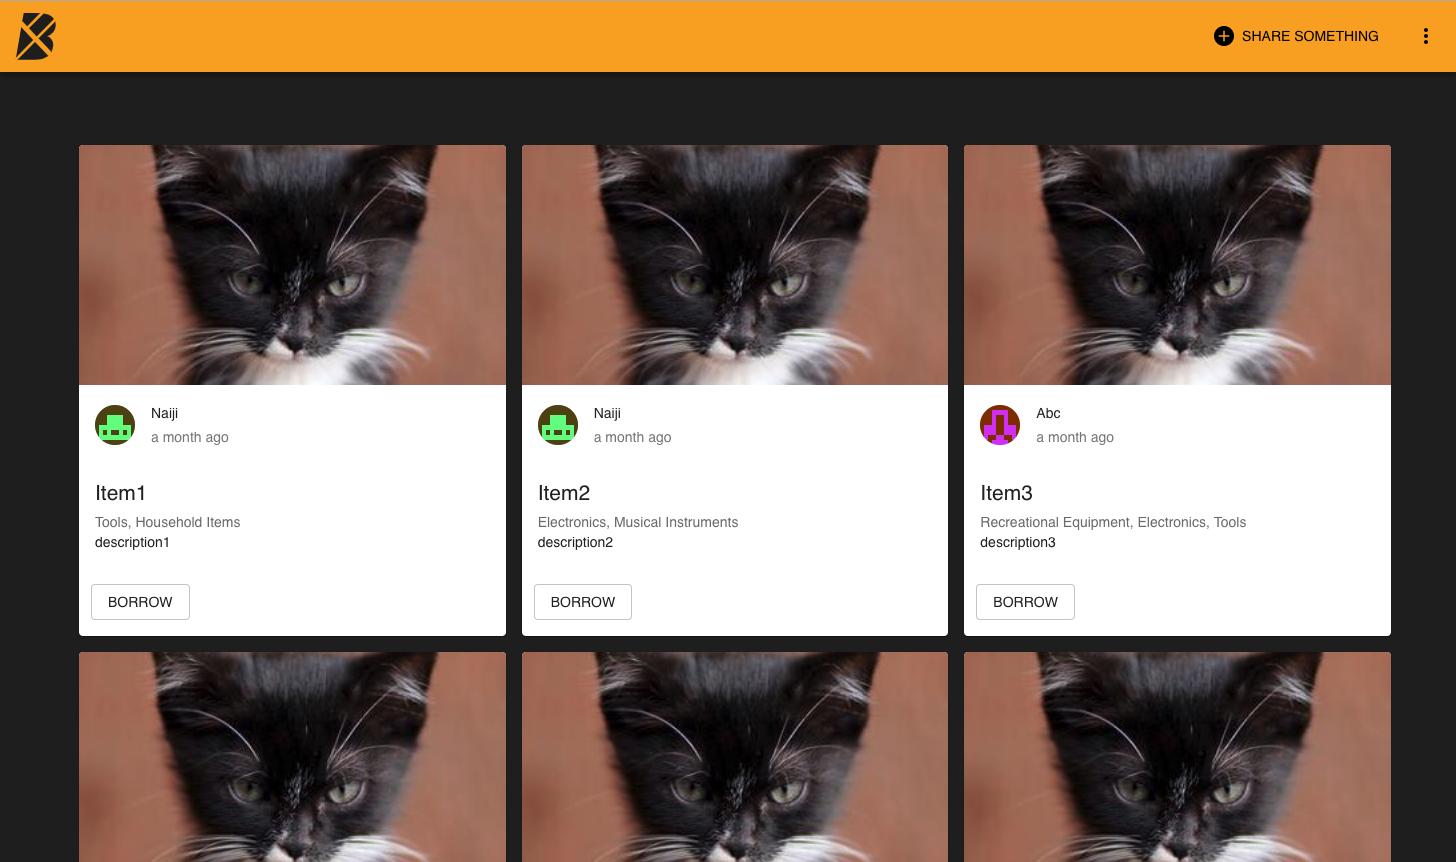 SHARE SOMETHING
Naiji
a month ago
Item1
Tools, Household Items
description1
BORROW
Naiji
a month ago
Item2
Electronics, Musical Instruments
description2
BORROW
Abc
a month ago
Item3
Recreational Equipment, Electronics, Tools
description3
BORROW